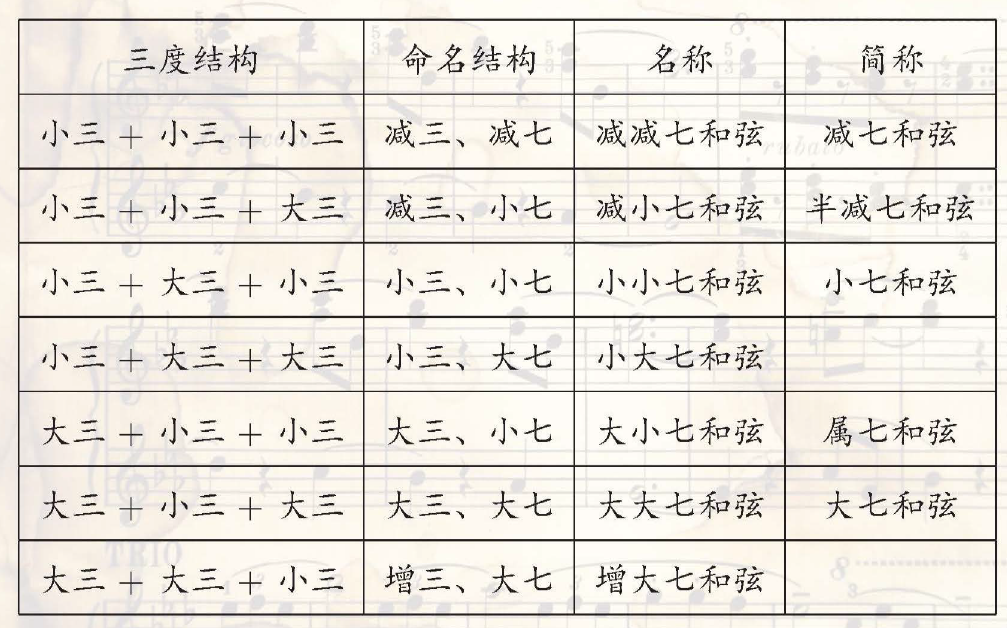 三度结构 命名结构 名称 简称
小三 + 小三 + 小三 减三、减七 减减七和弦 减七和弦
小三 + 小三 + 大三 减三、小七 减小七和弦 半减七和弦
小三 + 大三 + 小三 小三、小七 小小七和弦 小七和弦
小三 + 大三 + 大三 小三、大七 小大七和弦
大三 + 小三 + 小三 大三、小七 大小七和弦 属七和弦
大三 + 小三 + 大三 大三、大七 大大七和弦 大七和弦
TRIO
大三 + 大三 + 小三 增三、大七 增大七和弦